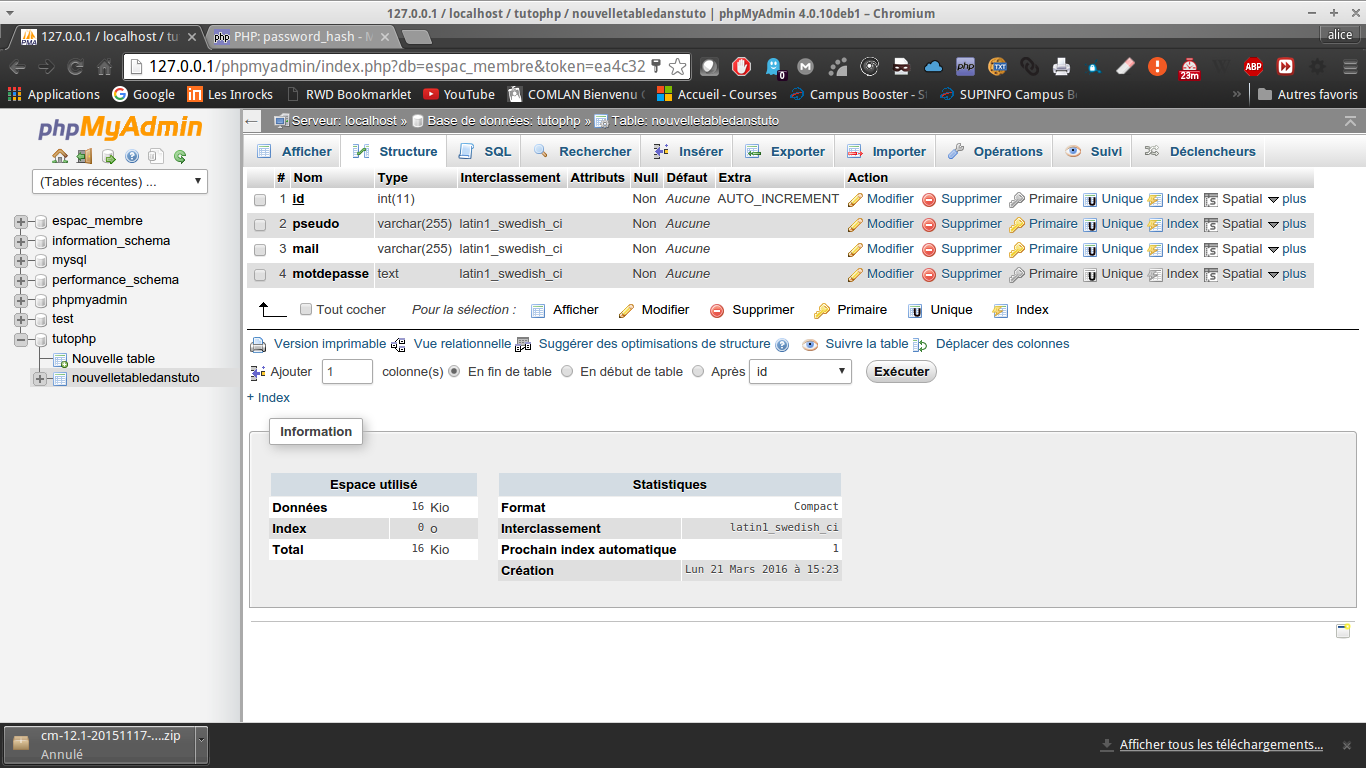 127.0.0.1 / localhost / tutophp / nouvelletabledanstuto | phpMyAdmin 4.0.10deb1 – Chromium
127.0.0.1 / localhost / tu
PHP: password_hash - M
alice
127.0.0.1/phpmyadmin/index.php?db=espac_membre&token=ea4c32
0
ABP
23m
Applications
Google
Les Inrocks
RWD Bookmarklet
YouTube
COMLAN Bienvenu
Accueil - Courses
Campus Booster - S
SUPINFO Campus B
»
Autres favoris
phpMyAdmin
(Tables récentes) ...
espac_membre
information_schema
mysql
performance_schema
phpmyadmin
test
tutophp
Nouvelle table
nouvelletabledanstuto
Serveur: localhost » Base de données: tutophp » Table: nouvelletabledanstuto
Afficher Structure SQL Rechercher Insérer Exporter Importer Opérations Suivi Déclencheurs
# Nom Type Interclassement Attributs Null Défaut Extra Action
1 id int(11) Non Aucune AUTO_INCREMENT Modifier Supprimer Primaire Unique Index Spatial plus
2 pseudo varchar(255) latin1_swedish_ci Non Aucune Modifier Supprimer Primaire Unique Index Spatial plus
3 mail varchar(255) latin1_swedish_ci Non Aucune Modifier Supprimer Primaire Unique Index Spatial plus
4 motdepasse text latin1_swedish_ci Non Aucune Modifier Supprimer Primaire Unique Index Spatial plus
Tout cocher Pour la sélection : Afficher Modifier Supprimer Primaire Unique Index
Version imprimable Vue relationnelle Suggérer des optimisations de structure Suivre la table Déplacer des colonnes
Ajouter 1 colonne(s) En fin de table En début de table Après id Exécuter
+ Index
Information
Espace utilisé
Données 16 Kio
Index 0 o
Total 16 Kio
Statistiques
Format Compact
Interclassement latin1_swedish_ci
Prochain index automatique 1
Création Lun 21 Mars 2016 à 15:23
cm-12.1-20151117-....zip
Annulé
Afficher tous les téléchargements...